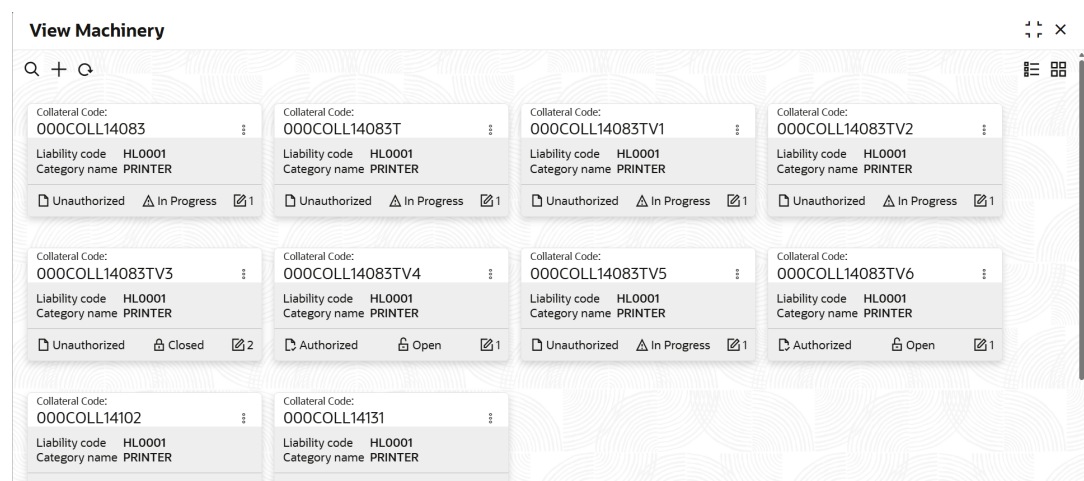 View Machinery
Collateral Code:
000COLL14083
Liability code HL0001
Category name PRINTER
Unauthorized In Progress 1
Collateral Code:
000COLL14083T
Liability code HL0001
Category name PRINTER
Unauthorized In Progress 1
Collateral Code:
000COLL14083TV1
Liability code HL0001
Category name PRINTER
Unauthorized In Progress 1
Collateral Code:
000COLL14083TV2
Liability code HL0001
Category name PRINTER
Unauthorized In Progress 1
Collateral Code:
000COLL14083TV3
Liability code HL0001
Category name PRINTER
Unauthorized Closed 2
Collateral Code:
000COLL14083TV4
Liability code HL0001
Category name PRINTER
Authorized Open 1
Collateral Code:
000COLL14083TV5
Liability code HL0001
Category name PRINTER
Unauthorized In Progress 1
Collateral Code:
000COLL14083TV6
Liability code HL0001
Category name PRINTER
Authorized Open 1
Collateral Code:
000COLL14102
Liability code HL0001
Category name PRINTER
Collateral Code:
000COLL14131
Liability code HL0001
Category name PRINTER